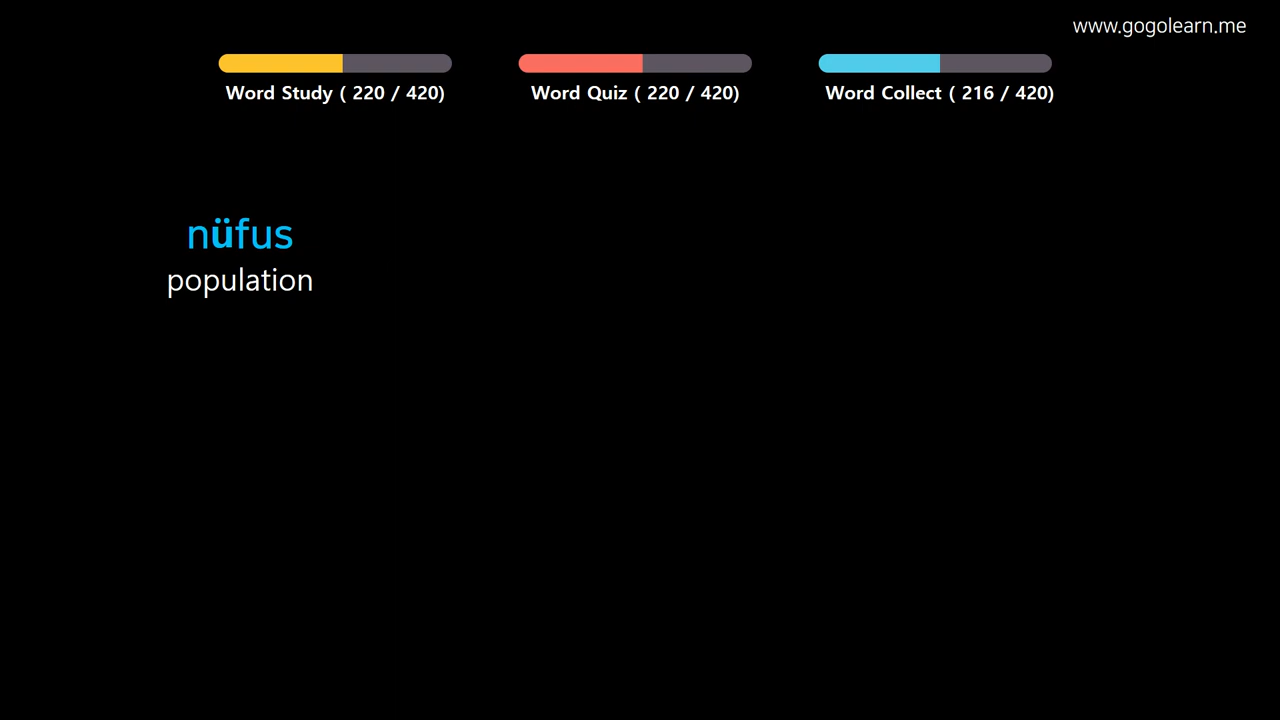 www.gogolearn.me
Word Study ( 220 / 420)
Word Quiz ( 220 / 420)
Word Collect ( 216 / 420)
nüfus
population